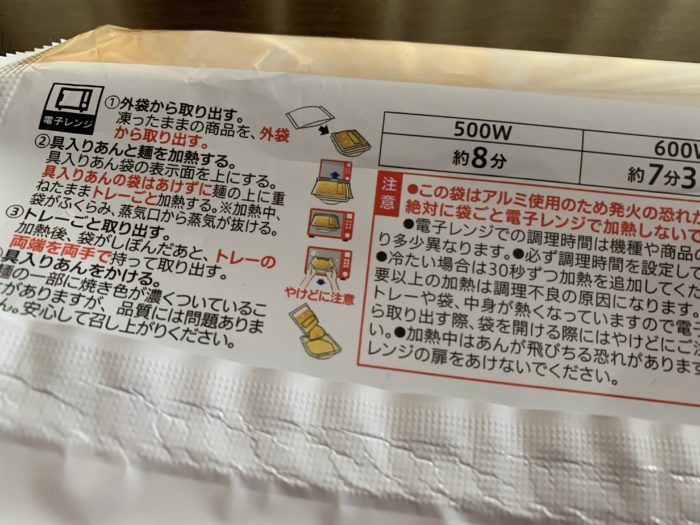 電子レンジ
①外袋から取り出す。
凍ったままの商品を、外袋
から取り出す。
②具入りあんと麺を加熱する。
具入りあん袋の表示面を上にする。
具入りあんの袋はあけずに麺の上に重
ねたままトレーごと加熱する。※加熱中、
袋がふくらみ、蒸気口から蒸気が抜ける。
③トレーごと取り出す。
加熱後、袋がしぼんだあと、トレーの
両端を両手で持って取り出す。
具入りあんをかける。
麺の一部に焼き色が濃くついているこ
がありますが、品質には問題ありま
ん。安心して召し上がりください。
やけどに注意
500W
600W
約8分
約7分3
注意
●この袋はアルミ使用のため発火の恐れ
絶対に袋ごと電子レンジで加熱しないで
●電子レンジでの調理時間は機種や商品の
り多少異なります。●必ず調理時間を設定して
●冷たい場合は30秒ずつ加熱を追加してくだ
要以上の加熱は調理不良の原因になります。
トレーや袋、中身が熱くなっていますので電
ら取り出す際、袋を開ける際にはやけどにご
い。●加熱中はあんが飛びちる恐れがあります
レンジの扉をあけないでください。